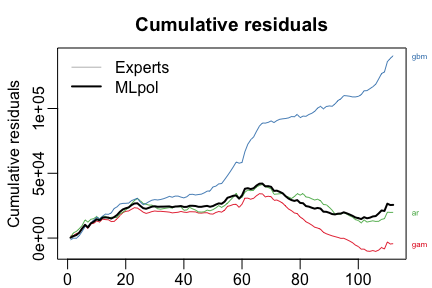 Cumulative residuals
gbm
Experts
MLpol
Cumulative residuals
1e+05
5e+04
0e+00
ar
gam
0 20 40 60 80 100